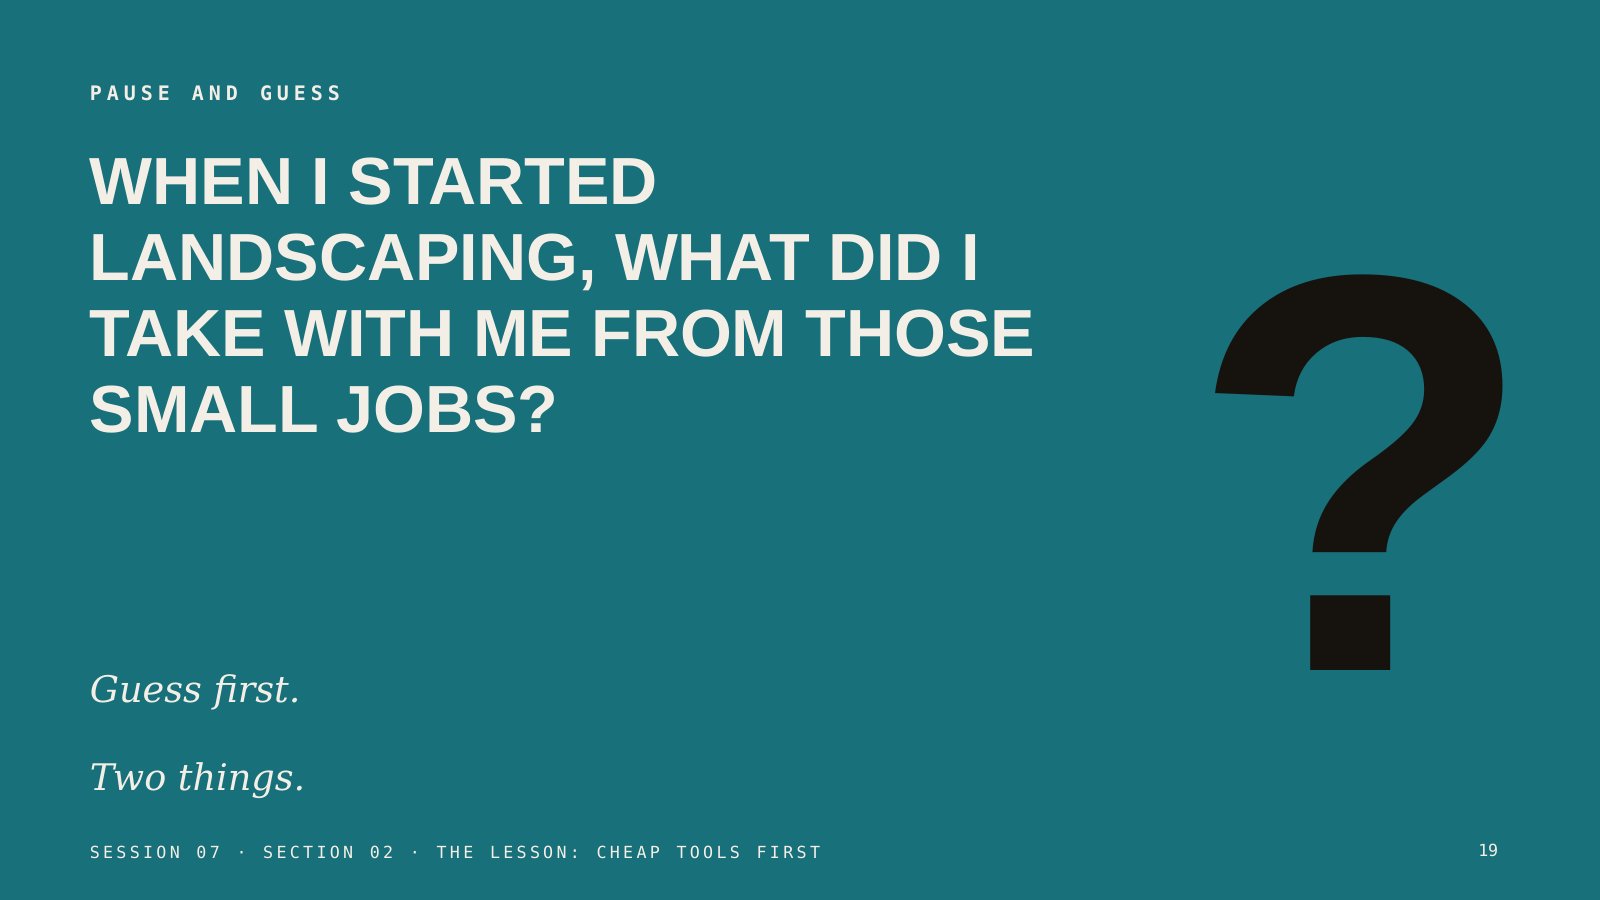 PAUSE AND GUESS
WHEN I STARTED
LANDSCAPING, WHAT DID I
TAKE WITH ME FROM THOSE
SMALL JOBS?
?
Guess first.
Two things.
SESSION 07 · SECTION 02 · THE LESSON: CHEAP TOOLS FIRST
19